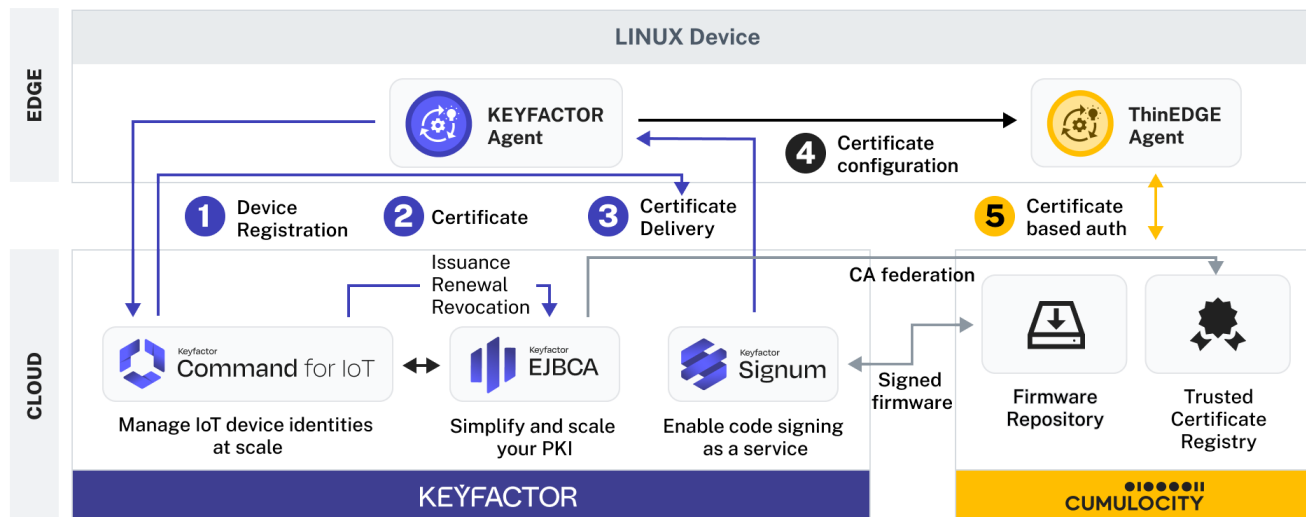 EDGE
LINUX Device
KEYFACTOR
Agent
ThinEDGE
Agent
4
Certificate
configuration
1
Device
Registration
2
Certificate
3
Certificate
Delivery
5
Certificate
based auth
CLOUD
Issuance
Renewal
Revocation
CA federation
Keyfactor
Command for IoT
Keyfactor
EJBCA
Keyfactor
Signum
Signed
firmware
Manage IoT device identities
at scale
Simplify and scale
your PKI
Enable code signing
as a service
Firmware
Repository
Trusted
Certificate
Registry
KEYFACTOR
CUMULOCITY